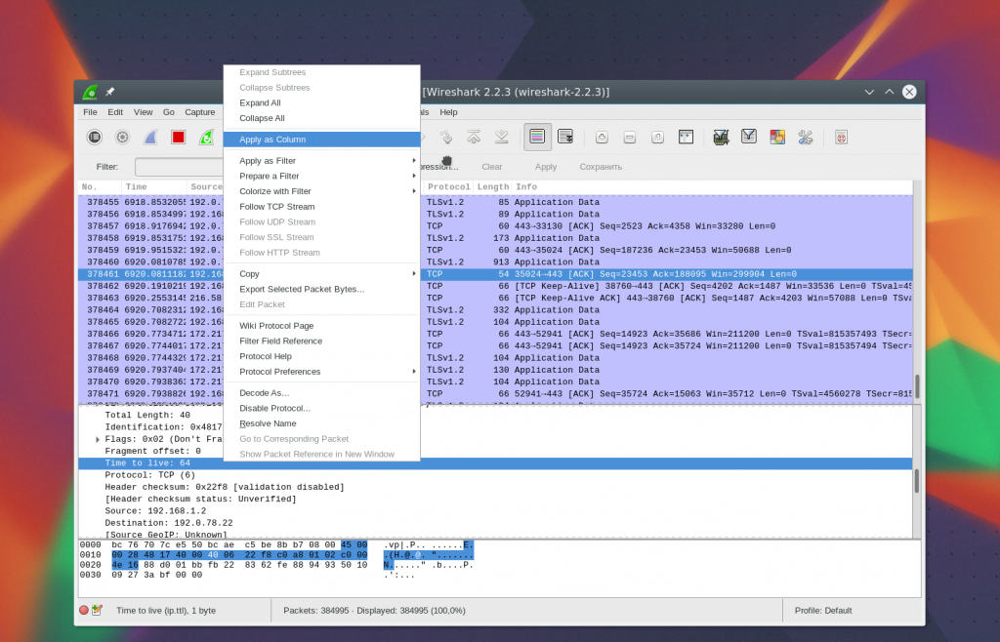 [Wireshark 2.2.3 (wireshark-2.2.3)]
File Edit View Go Capture Help
Filter: Clear Apply Сохранить
Expand Subtrees
Collapse Subtrees
Expand All
Collapse All
Apply as Column
Apply as Filter
Prepare a Filter
Colorize with Filter
Follow TCP Stream
Follow UDP Stream
Follow SSL Stream
Follow HTTP Stream
Copy
Export Selected Packet Bytes...
Edit Packet
Wiki Protocol Page
Filter Field Reference
Protocol Help
Protocol Preferences
Decode As...
Disable Protocol...
Resolve Name
Go to Corresponding Packet
Show Packet Reference in New Window
No. Time Source Protocol Length Info
378455 6918.8532055 192.0. TLSv1.2 85 Application Data
378456 6918.8534997 192.168 TLSv1.2 89 Application Data
378457 6918.9176942 192.0. TCP 60 443→33130 [ACK] Seq=2523 Ack=4358 Win=33280 Len=0
378458 6919.8531751 192.168 TLSv1.2 173 Application Data
378459 6919.9515321 192.0. TCP 60 443→35024 [ACK] Seq=187236 Ack=23453 Win=50688 Len=0
378460 6920.0810785 192.0. TLSv1.2 913 Application Data
378461 6920.0811182 192.168 TCP 54 35024→443 [ACK] Seq=23453 Ack=188095 Win=299904 Len=0
378462 6920.1910219 192.168 TCP 66 [TCP Keep-Alive] 38760→443 [ACK] Seq=4202 Ack=1487 Win=33536 Len=0 TSval=45
378463 6920.2553145 216.58. TCP 66 [ACK] 443→38760 [ACK] Seq=1487 Ack=4203 Win=57088 Len=0 TSva
378464 6920.7082312 192.168 TLSv1.2 332 Application Data
378465 6920.7082722 192.168 TLSv1.2 104 Application Data
378466 6920.7734712 172.217 TCP 66 443→52941 [ACK] Seq=14923 Ack=35686 Win=211200 Len=0 TSval=815357493 TSecr=
378467 6920.7744017 172.217 TCP 66 443→52941 [ACK] Seq=14923 Ack=35724 Win=211200 Len=0 TSval=815357494 TSecr=
378468 6920.7744329 172.217 TLSv1.2 104 Application Data
378469 6920.7937404 172.217 TLSv1.2 130 Application Data
378470 6920.7938363 172.217 TLSv1.2 104 Application Data
378471 6920.7938826 192.168 TCP 66 52941→443 [ACK] Seq=35724 Ack=15063 Win=35712 Len=0 TSval=4560278 TSecr=815
Total Length: 40
Identification: 0x4817
Flags: 0x02 (Don't Fra
Fragment offset: 0
Time to live: 64
Protocol: TCP (6)
Header checksum: 0x22f8 [validation disabled]
[Header checksum status: Unverified]
Source: 192.168.1.2
Destination: 192.0.78.22
[Source GeoIP: Unknown]
0000 bc 76 70 7c e5 50 bc ae c5 be 8b b7 08 00 45 00 .vp|.P.. ......E.
0010 00 28 48 17 40 00 40 06 22 f8 c0 a8 01 02 c0 00 .(H.@.@. ".......
0020 4e 16 88 d0 01 bb fb 22 83 62 fe 88 94 93 50 10 N......" .b....P.
0030 09 27 3a bf 00 00 .':...
Time to live (ip.ttl), 1 byte Packets: 384995 · Displayed: 384995 (100,0%) Profile: Default